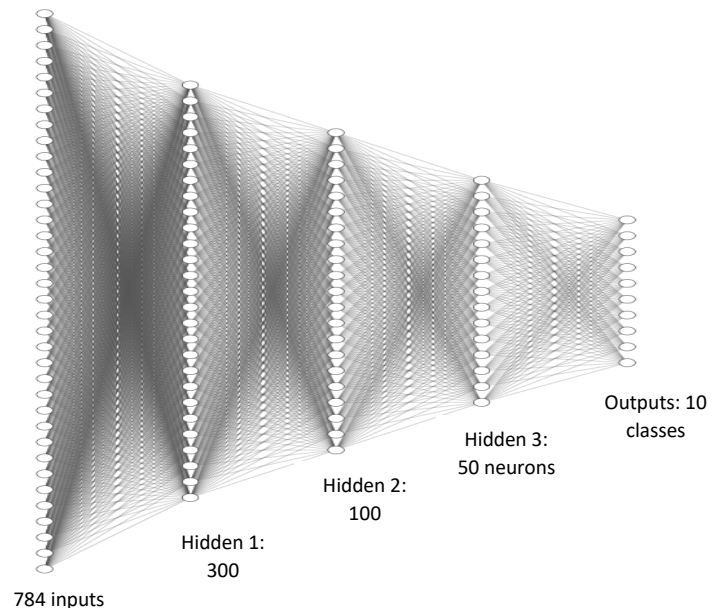 784 inputs
Hidden 1:
300
Hidden 2:
100
Hidden 3:
50 neurons
Outputs: 10
classes